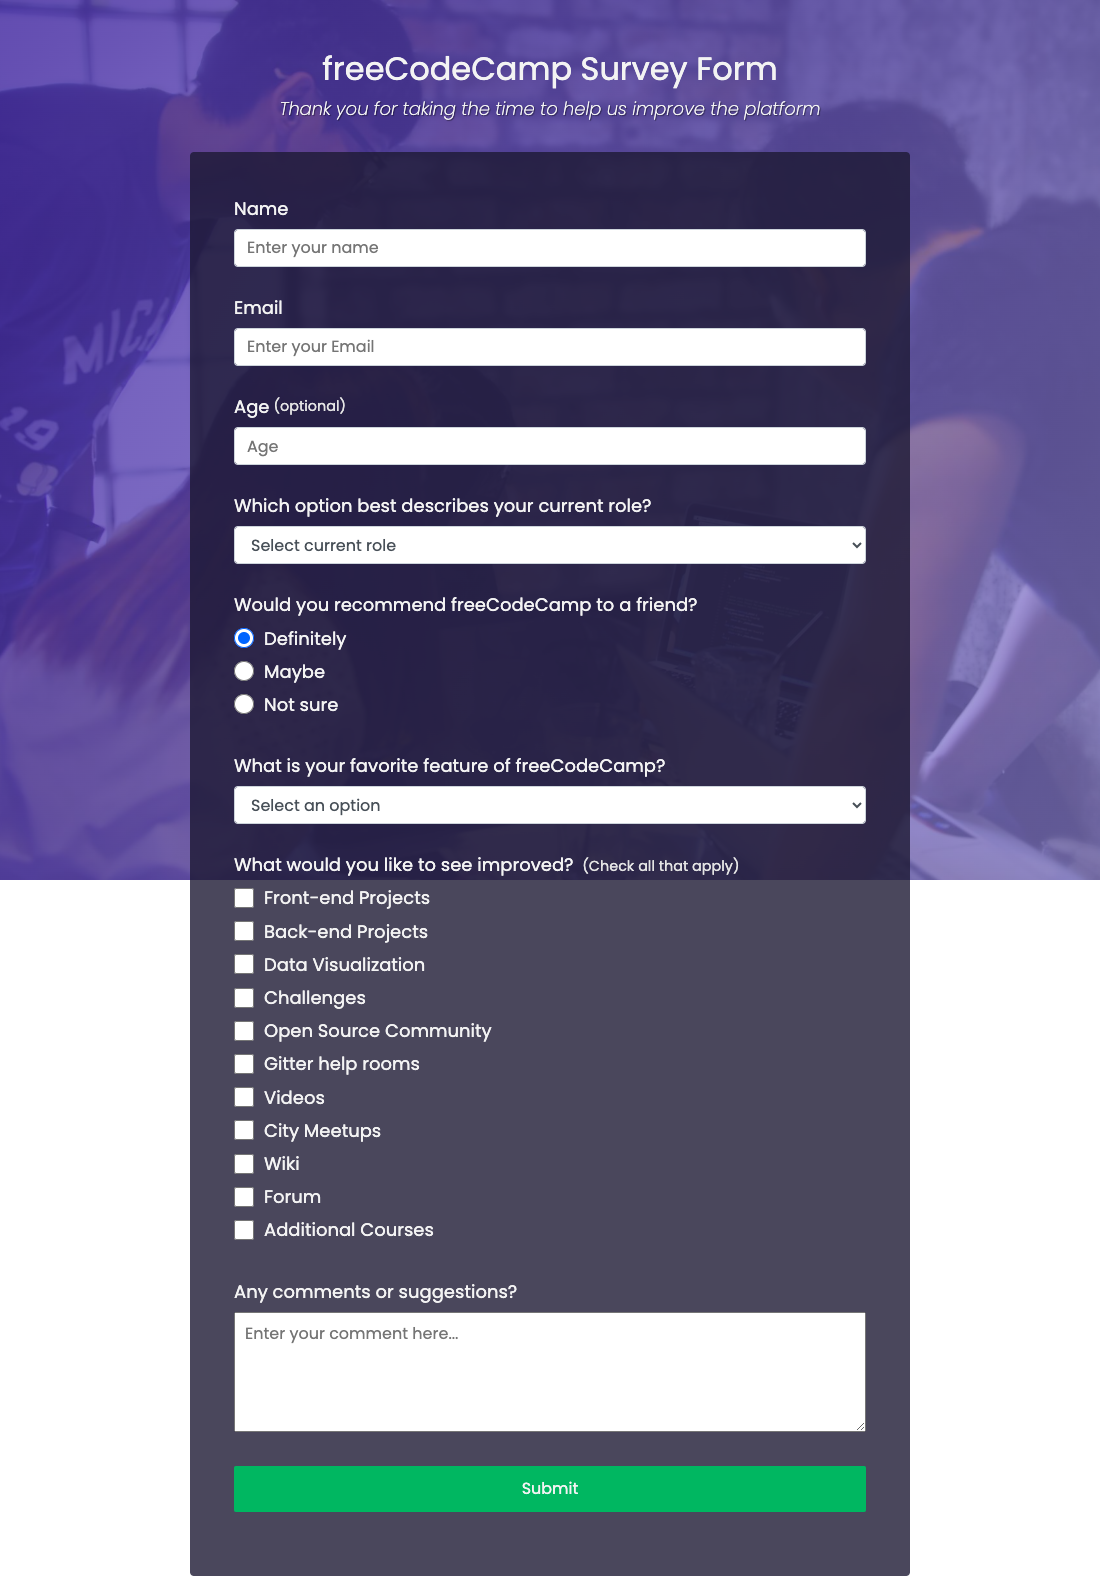 freeCodeCamp Survey Form
Thank you for taking the time to help us improve the platform
Name
Enter your name
Email
Enter your Email
Age (optional)
Age
Which option best describes your current role?
Select current role
Would you recommend freeCodeCamp to a friend?
Definitely
Maybe
Not sure
What is your favorite feature of freeCodeCamp?
Select an option
What would you like to see improved? (Check all that apply)
Front-end Projects
Back-end Projects
Data Visualization
Challenges
Open Source Community
Gitter help rooms
Videos
City Meetups
Wiki
Forum
Additional Courses
Any comments or suggestions?
Enter your comment here...
Submit
MICH
19